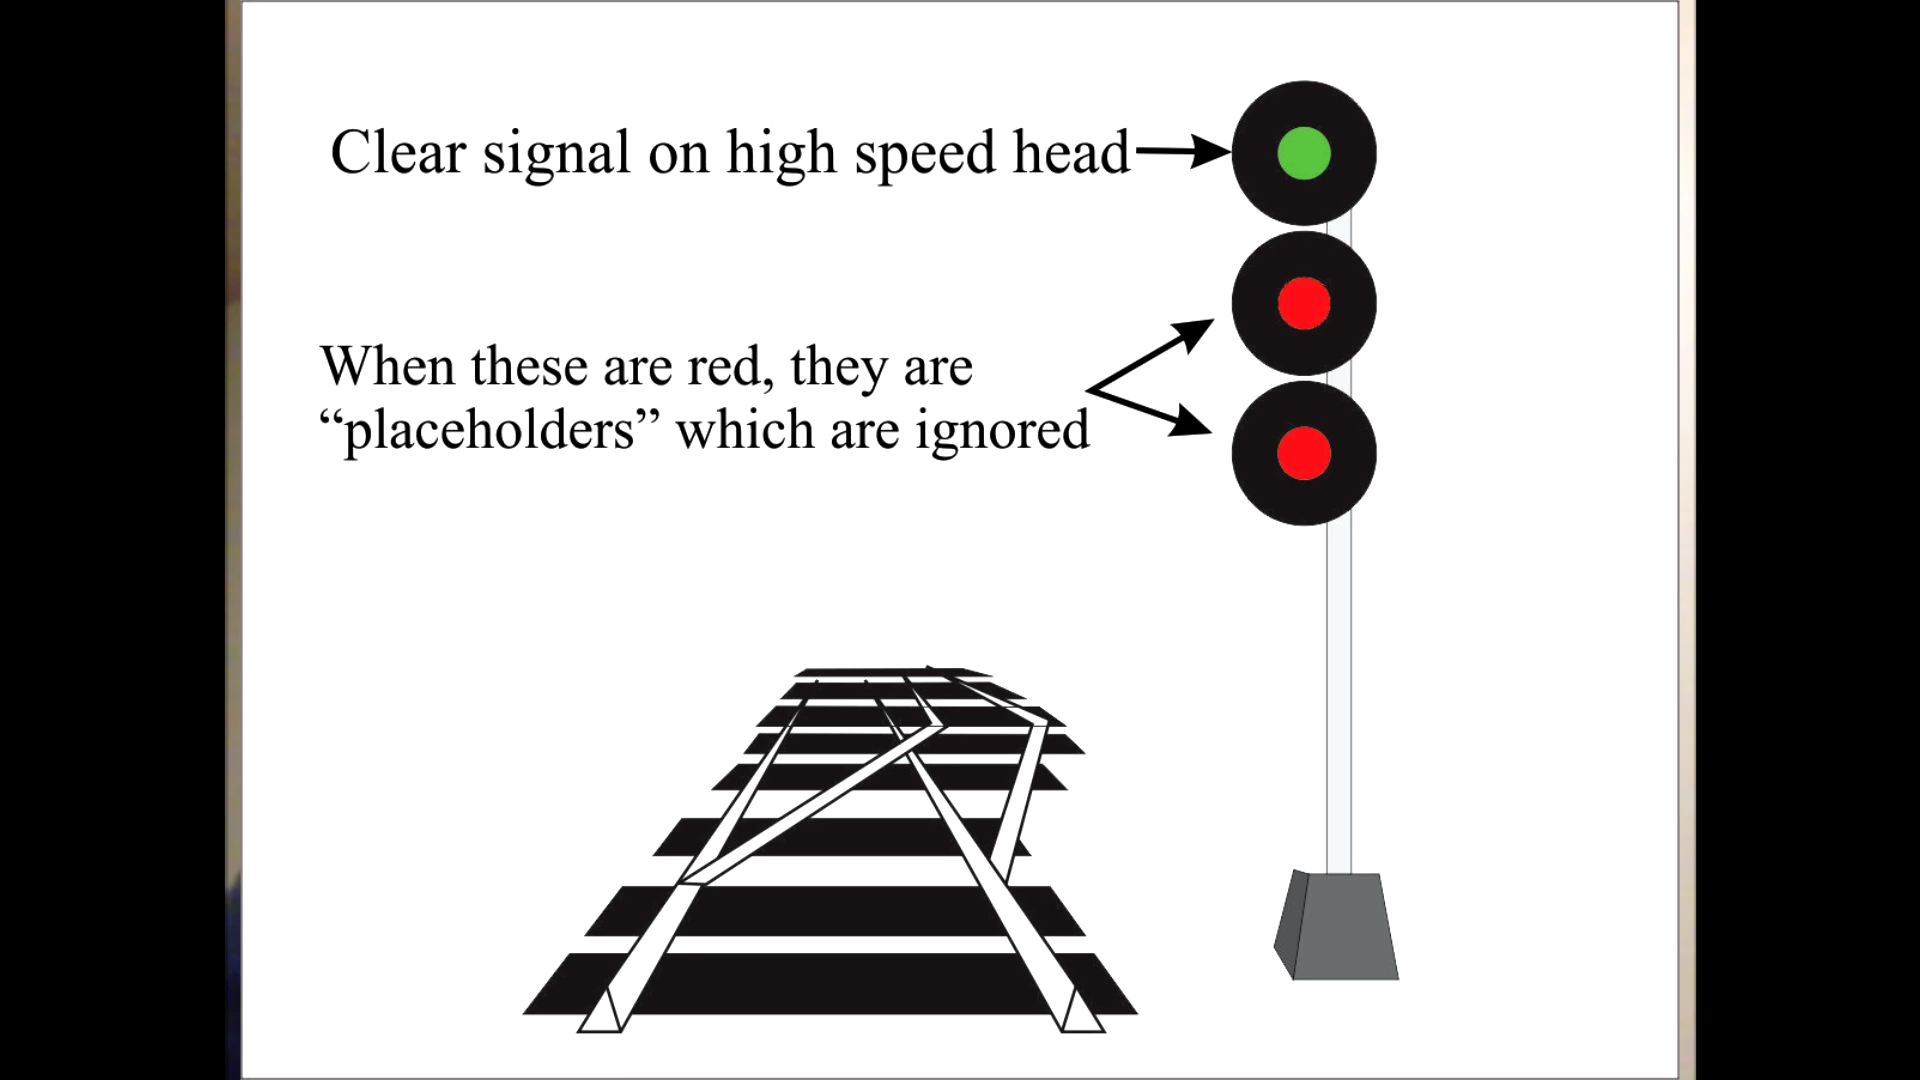 Clear signal on high speed head
When these are red, they are
“placeholders” which are ignored